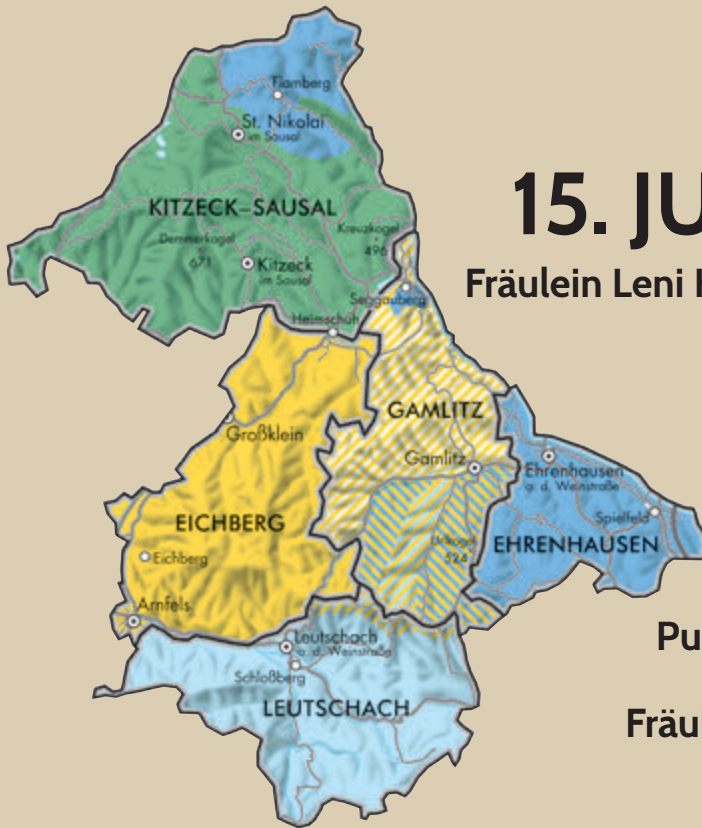 Flamberg
St. Nikolai
im Sausal
15. JU
KITZECK–SAUSAL
Kreuzkogel
496
Demmerkogel
671
Kitzeck
im Sausal
Fräulein Leni
Seggauberg
Heimschuh
GAMLITZ
Großklein
Gamlitz
Ehrenhausen
a. d. Weinstraße
EICHBERG
Spielfeld
Urlkogel
524
EHRENHAUSEN
Eichberg
Arnfels
Pu
Leutschach
a. d. Weinstraße
Schloßberg
LEUTSCHACH
Fräu